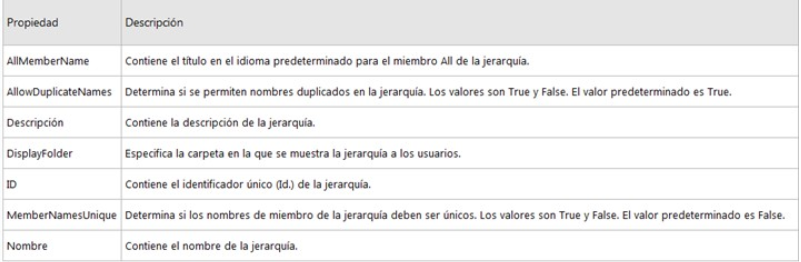 Propiedad Descripción
AllMemberName Contiene el título en el idioma predeterminado para el miembro All de la jerarquía.
AllowDuplicateNames Determina si se permiten nombres duplicados en la jerarquía. Los valores son True y False. El valor predeterminado es True.
Descripción Contiene la descripción de la jerarquía.
DisplayFolder Especifica la carpeta en la que se muestra la jerarquía a los usuarios.
ID Contiene el identificador único (Id.) de la jerarquía.
MemberNamesUnique Determina si los nombres de miembro de la jerarquía deben ser únicos. Los valores son True y False. El valor predeterminado es False.
Nombre Contiene el nombre de la jerarquía.